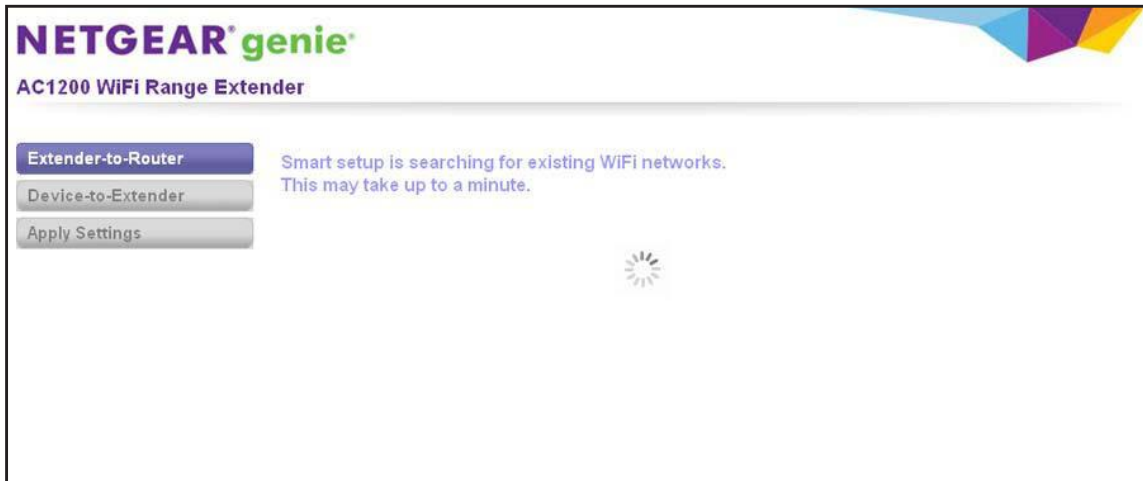 NETGEAR® genie®
AC1200 WiFi Range Extender
Extender-to-Router
Smart setup is searching for existing WiFi networks.
This may take up to a minute.
Device-to-Extender
Apply Settings